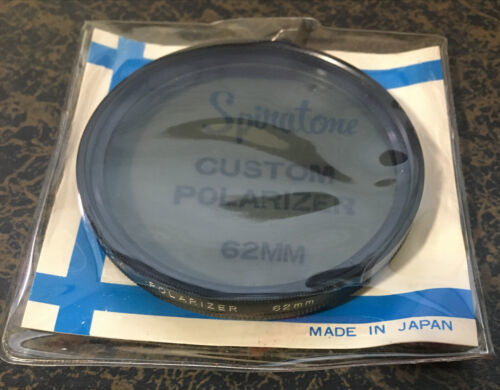 Spiratone
CUSTOM
POLARIZER
62MM
POLARIZER 62mm
MADE IN JAPAN